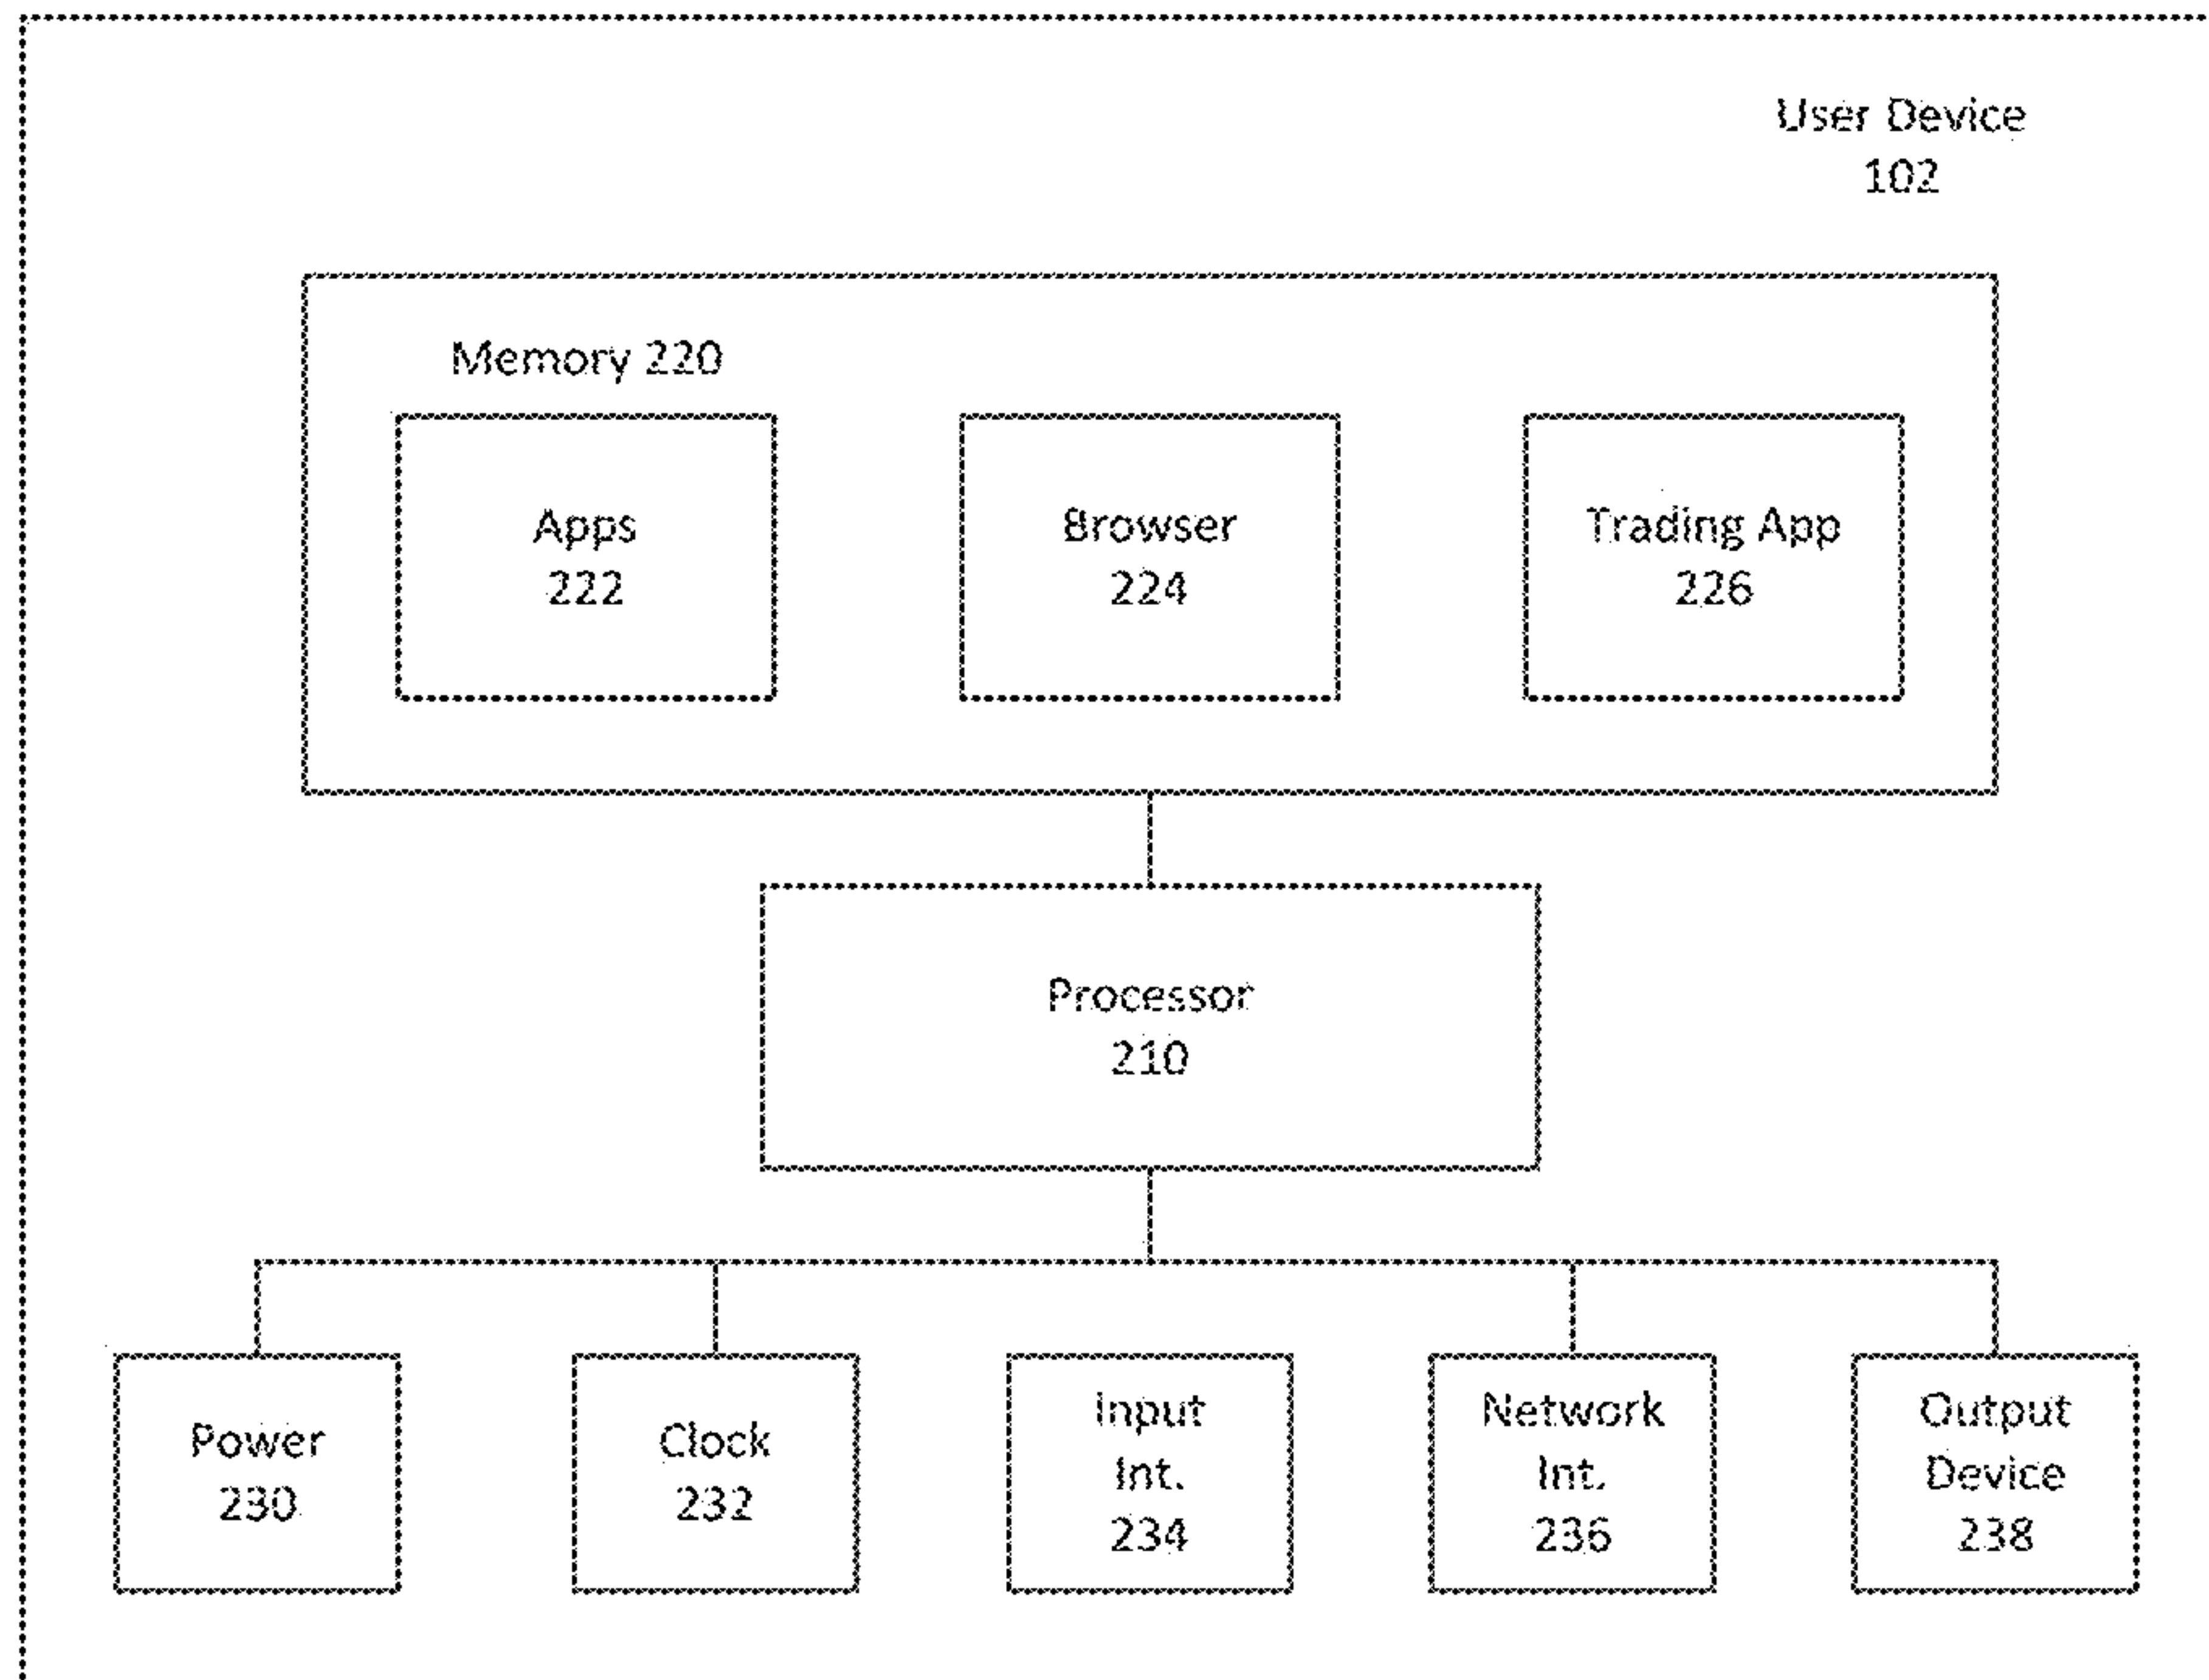 User Device
102
Memory 220
Apps
222
Browser
224
Trading App
226
Processor
210
Power
230
Clock
232
Input
Int.
234
Network
Int.
236
Output
Device
238